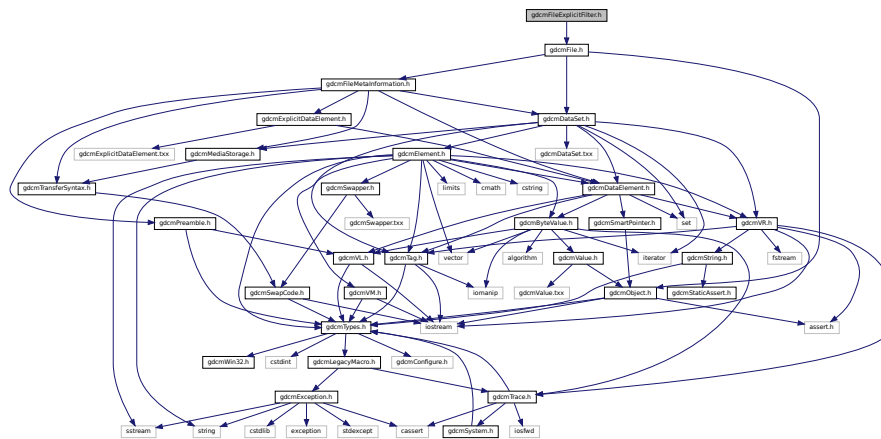 gdcmFileExplicitFilter.h
gdcmFile.h
gdcmFileMetaInformation.h
gdcmExplicitDataElement.h
gdcmDataSet.h
gdcmExplicitDataElement.txx
gdcmMediaStorage.h
gdcmElement.h
gdcmDataSet.txx
gdcmTransferSyntax.h
gdcmSwapper.h
limits
cmath
cstring
gdcmDataElement.h
gdcmPreamble.h
gdcmSwapper.txx
gdcmByteValue.h
gdcmSmartPointer.h
set
gdcmVR.h
gdcmVL.h
gdcmTag.h
vector
algorithm
gdcmValue.h
iterator
gdcmString.h
fstream
gdcmSwapCode.h
gdcmVM.h
iomanip
gdcmValue.txx
gdcmObject.h
gdcmStaticAssert.h
gdcmTypes.h
iostream
assert.h
gdcmWin32.h
cstdint
gdcmLegacyMacro.h
gdcmConfigure.h
gdcmException.h
gdcmTrace.h
sstream
string
cstdlib
exception
stdexcept
cassert
gdcmSystem.h
iosfwd